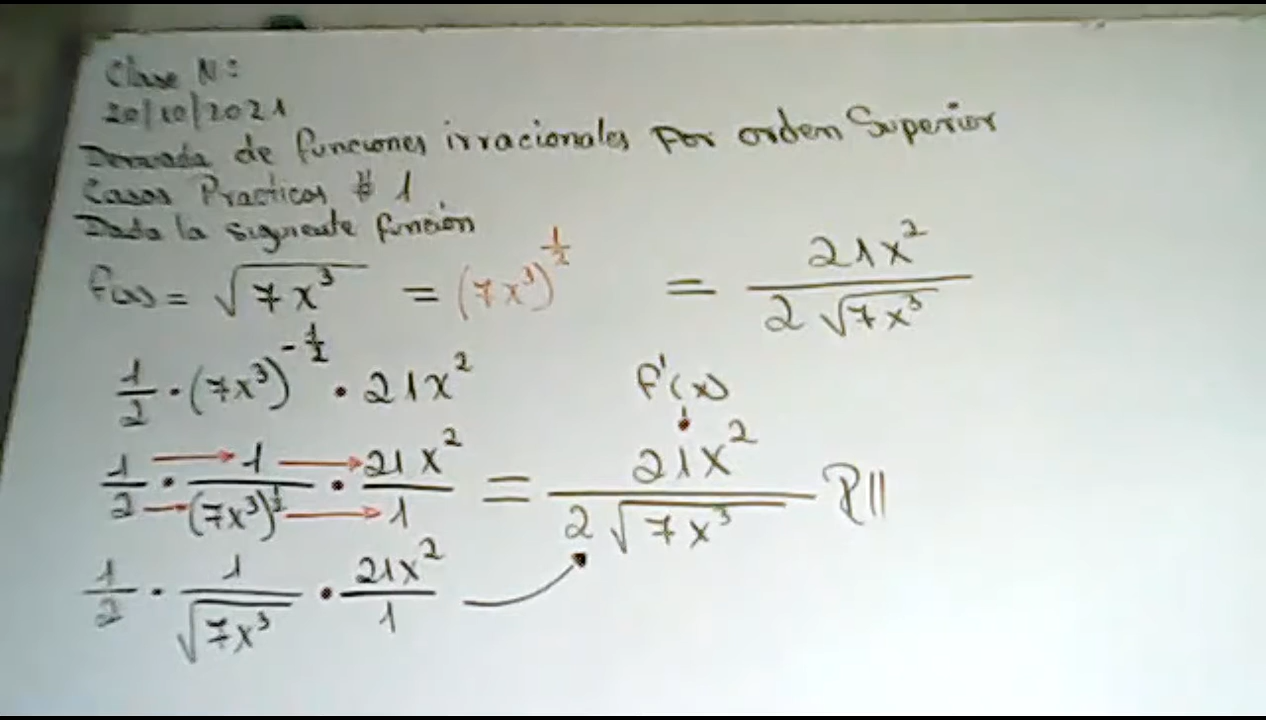 Clase N:
20/10/2021
Derivada de funciones irracionales Por orden Superior
Casos Practicos # 1
Dada la siguiente función
f(x) = √7x³ = (7x³)^½ = 21x² / 2√7x³
1/2 · (7x³)^-½ · 21x²
f'(x)
1/2 · 1/(7x³)^½ · 21x²/1 = 21x² / 2√7x³ R//
1/2 · 1/√7x³ · 21x²/1